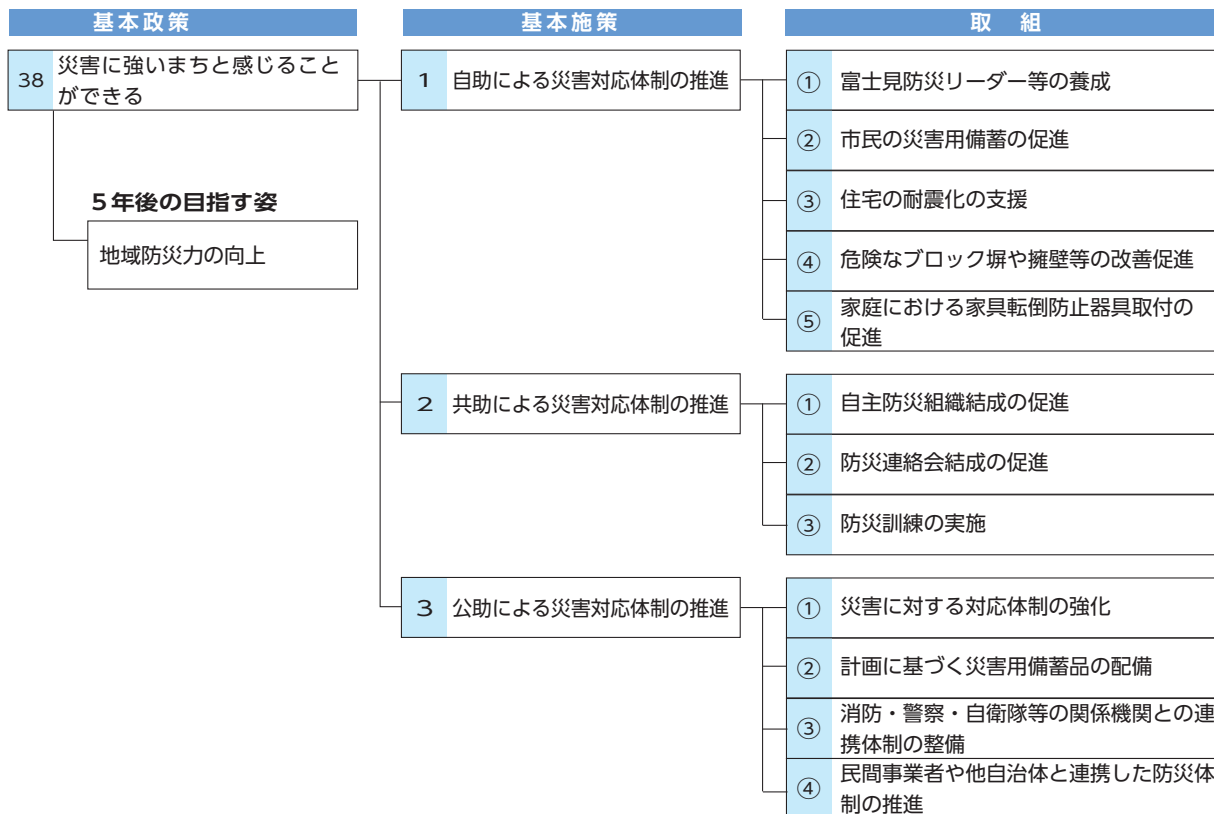 基本政策
基本施策
取　組
38 災害に強いまちと感じること
ができる
5年後の目指す姿
地域防災力の向上
1 自助による災害対応体制の推進
① 富士見防災リーダー等の養成
② 市民の災害用備蓄の促進
③ 住宅の耐震化の支援
④ 危険なブロック塀や擁壁等の改善促進
⑤ 家庭における家具転倒防止器具取付の
促進
2 共助による災害対応体制の推進
① 自主防災組織結成の促進
② 防災連絡会結成の促進
③ 防災訓練の実施
3 公助による災害対応体制の推進
① 災害に対する対応体制の強化
② 計画に基づく災害用備蓄品の配備
③ 消防・警察・自衛隊等の関係機関との連
携体制の整備
④ 民間事業者や他自治体と連携した防災体
制の推進